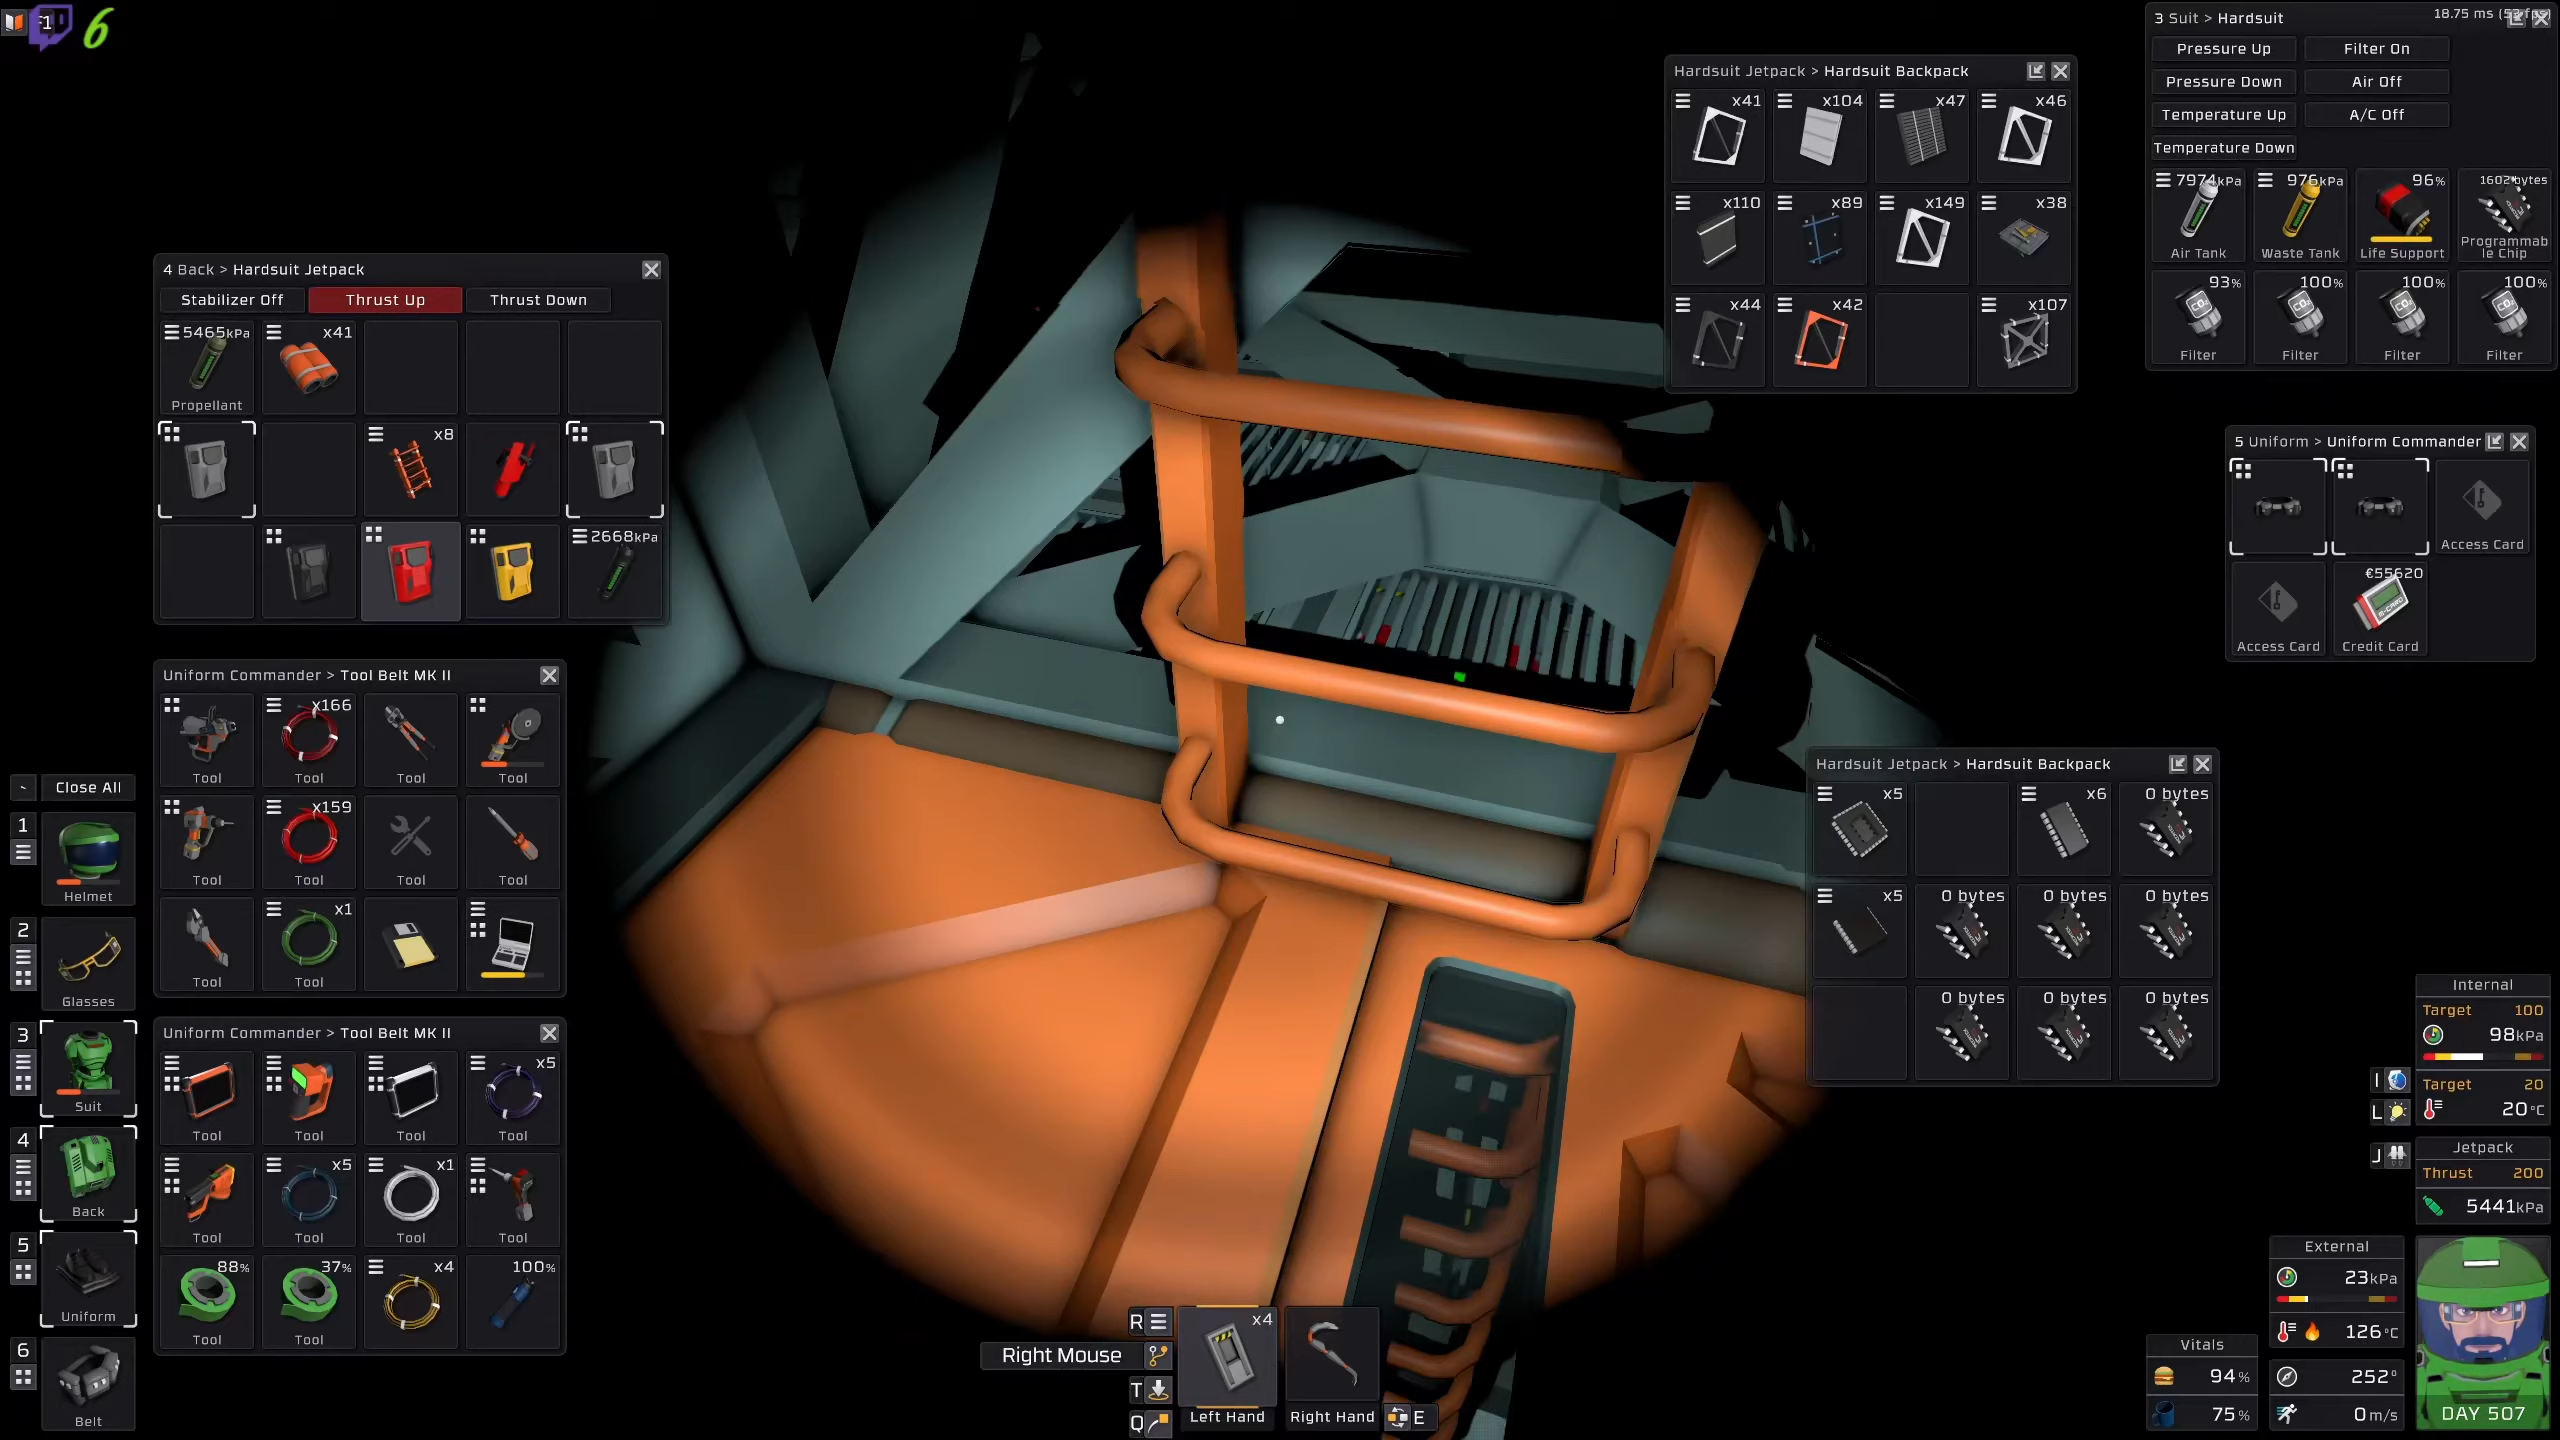 F1
6
3 Suit > Hardsuit
18.75 ms (53 fps)
Pressure Up
Filter On
Pressure Down
Air Off
Temperature Up
A/C Off
Temperature Down
7974kPa
976kPa
96%
1602 bytes
Air Tank
Waste Tank
Life Support
Programmab
le Chip
93%
100%
100%
100%
Filter
Filter
Filter
Filter
Hardsuit Jetpack > Hardsuit Backpack
x41
x104
x47
x46
x110
x89
x149
x38
x44
x42
x107
4 Back > Hardsuit Jetpack
Stabilizer Off
Thrust Up
Thrust Down
5465kPa
x41
Propellant
x8
2668kPa
5 Uniform > Uniform Commander
Access Card
€55620
Access Card
Credit Card
Uniform Commander > Tool Belt MK II
x166
Tool
Tool
Tool
Tool
x159
Tool
Tool
Tool
Tool
x1
Tool
Tool
Uniform Commander > Tool Belt MK II
x5
Tool
Tool
Tool
Tool
x5
x1
Tool
Tool
Tool
Tool
88%
37%
x4
100%
Tool
Tool
~
Close All
1
Helmet
2
Glasses
3
Suit
4
Back
5
Uniform
6
Belt
Hardsuit Jetpack > Hardsuit Backpack
x5
x6
0 bytes
x5
0 bytes
0 bytes
0 bytes
0 bytes
0 bytes
0 bytes
Internal
Target 100
98kPa
I
Target 20
L
20°C
Jetpack
J
Thrust 200
5441kPa
External
23kPa
126°C
Vitals
94%
252°
75%
0m/s
DAY 507
R
x4
Right Mouse
T
Q
Left Hand
Right Hand
E